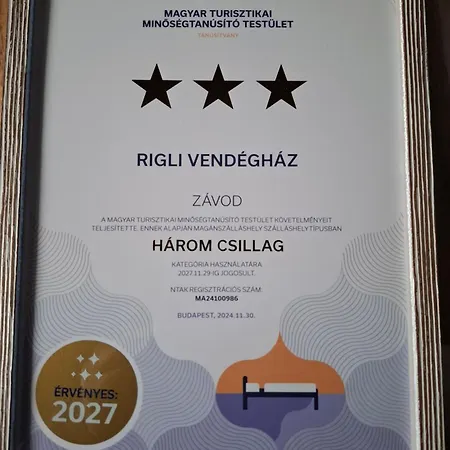 MAGYAR TURISZTIKAI
MINŐSÉGTANÚSÍTÓ TESTÜLET
TANÚSÍTVÁNY
RIGLI VENDÉGHÁZ
ZÁVOD
A MAGYAR TURISZTIKAI MINŐSÉGTANÚSÍTÓ TESTÜLET KÖVETELMÉNYEIT
TELJESÍTETTE, ENNEK ALAPJÁN MAGÁNSZÁLLÁSHELY SZÁLLÁSHELYTÍPUSBAN
HÁROM CSILLAG
KATEGÓRIA HASZNÁLATÁRA
2027.11.29-IG JOGOSULT.
NTAK REGISZTRÁCIÓS SZÁM:
MA24100986
BUDAPEST, 2024.11.30.
ÉRVÉNYES:
2027